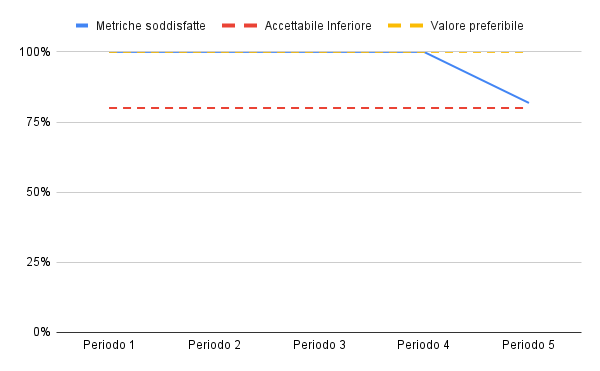 Metriche soddisfatte Accettabile Inferiore Valore preferibile
100%
75%
50%
25%
0%
Periodo 1 Periodo 2 Periodo 3 Periodo 4 Periodo 5